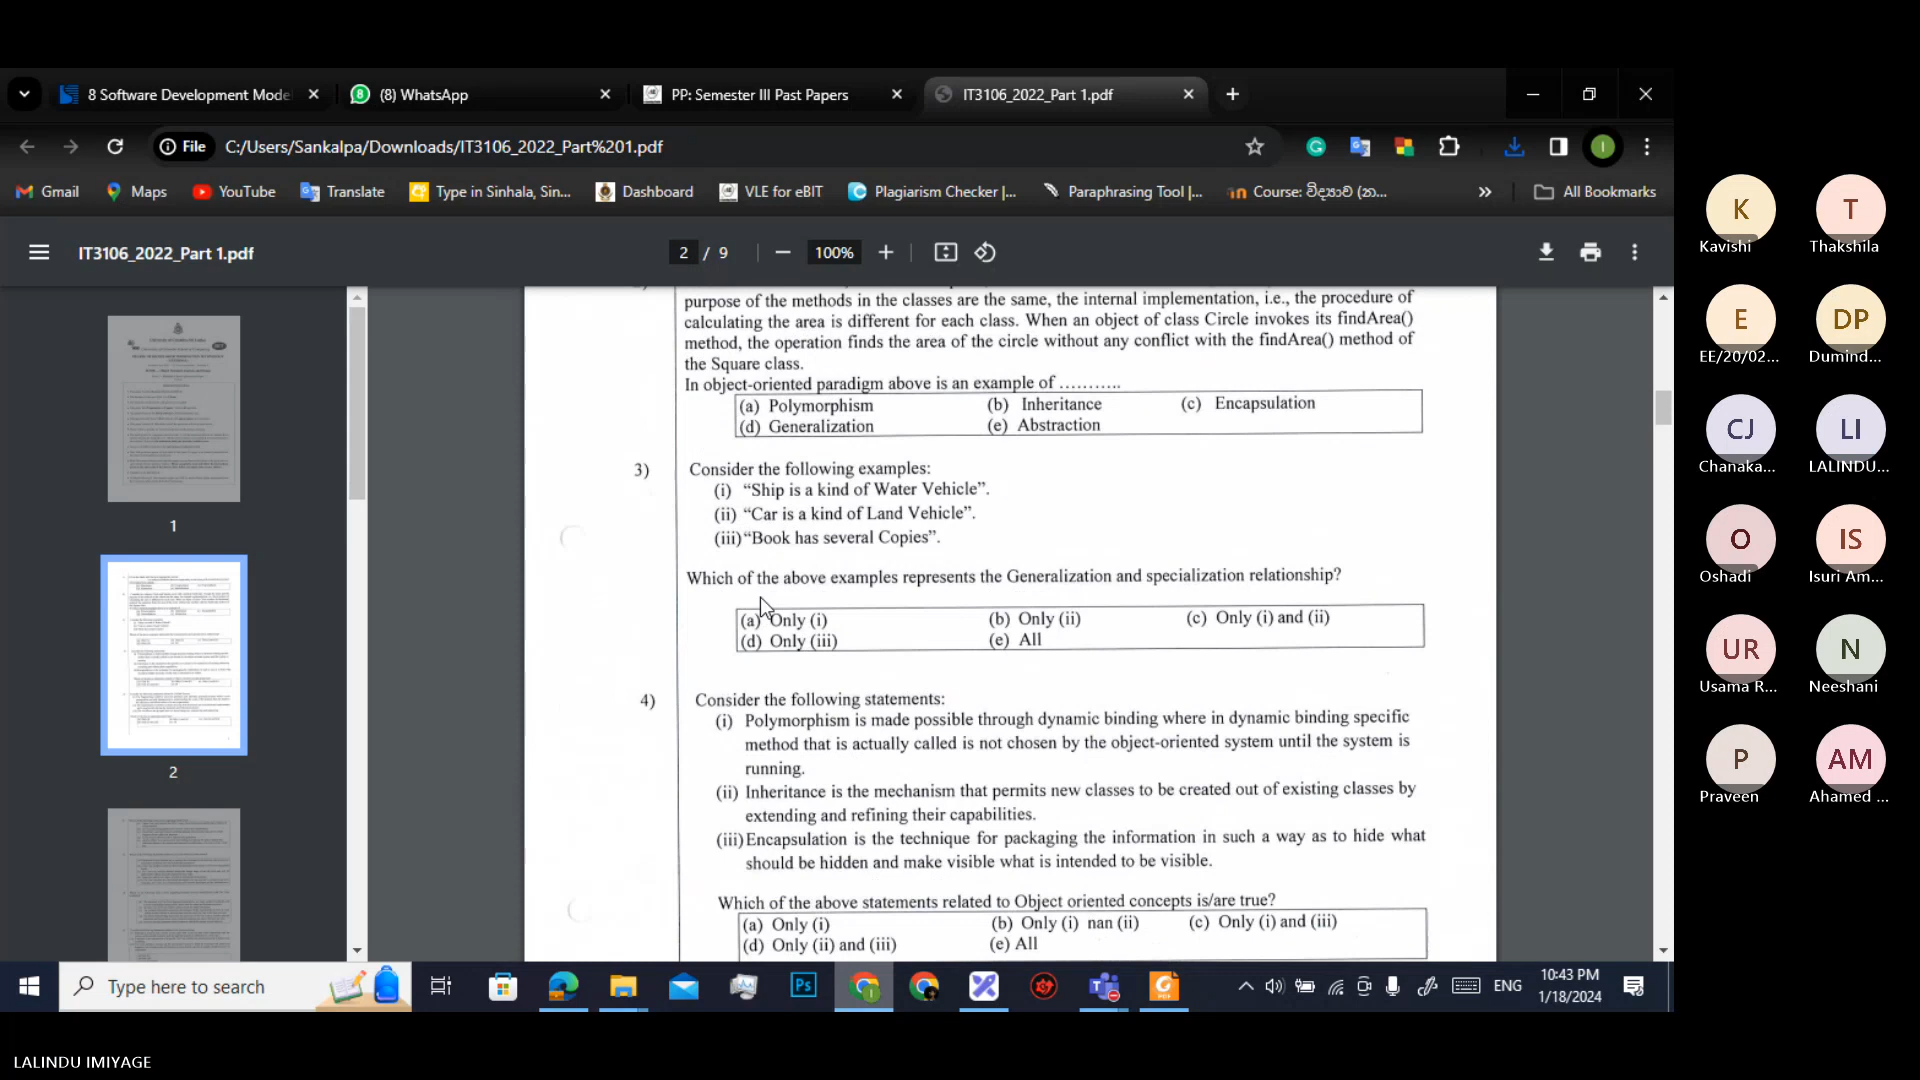 8 Software Development Mode
(8) WhatsApp
PP: Semester III Past Papers
IT3106_2022_Part 1.pdf
File
C:/Users/Sankalpa/Downloads/IT3106_2022_Part%201.pdf
Gmail
Maps
YouTube
Translate
Type in Sinhala, Sin...
Dashboard
VLE for eBIT
Plagiarism Checker |...
Paraphrasing Tool |...
Course: විද්‍යාව (න...
»
All Bookmarks
IT3106_2022_Part 1.pdf
2 / 9
100%
1
2
purpose of the methods in the classes are the same, the internal implementation, i.e., the procedure of
calculating the area is different for each class. When an object of class Circle invokes its findArea()
method, the operation finds the area of the circle without any conflict with the findArea() method of
the Square class.
In object-oriented paradigm above is an example of ...........
(a) Polymorphism (b) Inheritance (c) Encapsulation
(d) Generalization (e) Abstraction
3) Consider the following examples:
(i) “Ship is a kind of Water Vehicle”.
(ii) “Car is a kind of Land Vehicle”.
(iii) “Book has several Copies”.
Which of the above examples represents the Generalization and specialization relationship?
(a) Only (i) (b) Only (ii) (c) Only (i) and (ii)
(d) Only (iii) (e) All
4) Consider the following statements:
(i) Polymorphism is made possible through dynamic binding where in dynamic binding specific
method that is actually called is not chosen by the object-oriented system until the system is
running.
(ii) Inheritance is the mechanism that permits new classes to be created out of existing classes by
extending and refining their capabilities.
(iii) Encapsulation is the technique for packaging the information in such a way as to hide what
should be hidden and make visible what is intended to be visible.
Which of the above statements related to Object oriented concepts is/are true?
(a) Only (i) (b) Only (i) nan (ii) (c) Only (i) and (iii)
(d) Only (ii) and (iii) (e) All
K
Kavishi
T
Thakshila
E
EE/20/02...
DP
Dumind...
CJ
Chanaka...
LI
LALINDU...
O
Oshadi
IS
Isuri Am...
UR
Usama R...
N
Neeshani
P
Praveen
AM
Ahamed ...
Type here to search
Ps
ENG
10:43 PM
1/18/2024
LALINDU IMIYAGE